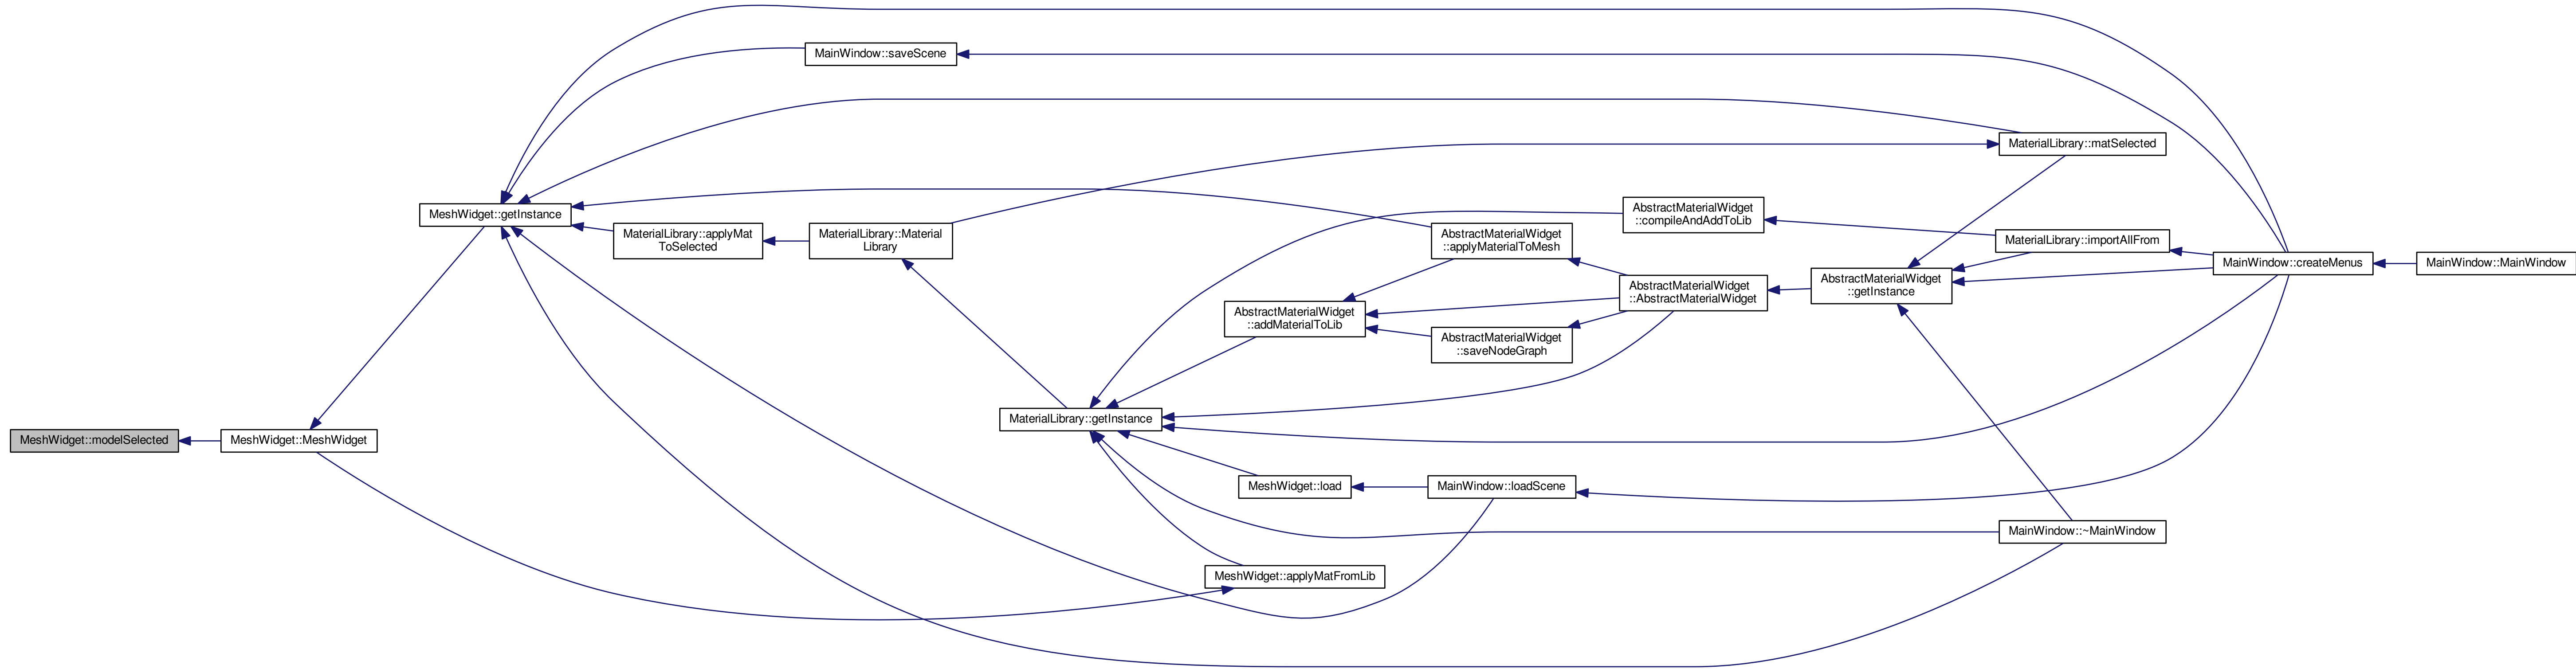 MainWindow::saveScene
MaterialLibrary::matSelected
MeshWidget::getInstance
MaterialLibrary::applyMat
ToSelected
MaterialLibrary::Material
Library
AbstractMaterialWidget
::applyMaterialToMesh
AbstractMaterialWidget
::compileAndAddToLib
MaterialLibrary::importAllFrom
MainWindow::createMenus
MainWindow::MainWindow
AbstractMaterialWidget
::AbstractMaterialWidget
AbstractMaterialWidget
::getInstance
AbstractMaterialWidget
::addMaterialToLib
AbstractMaterialWidget
::saveNodeGraph
MaterialLibrary::getInstance
MeshWidget::modelSelected
MeshWidget::MeshWidget
MeshWidget::load
MainWindow::loadScene
MainWindow::~MainWindow
MeshWidget::applyMatFromLib